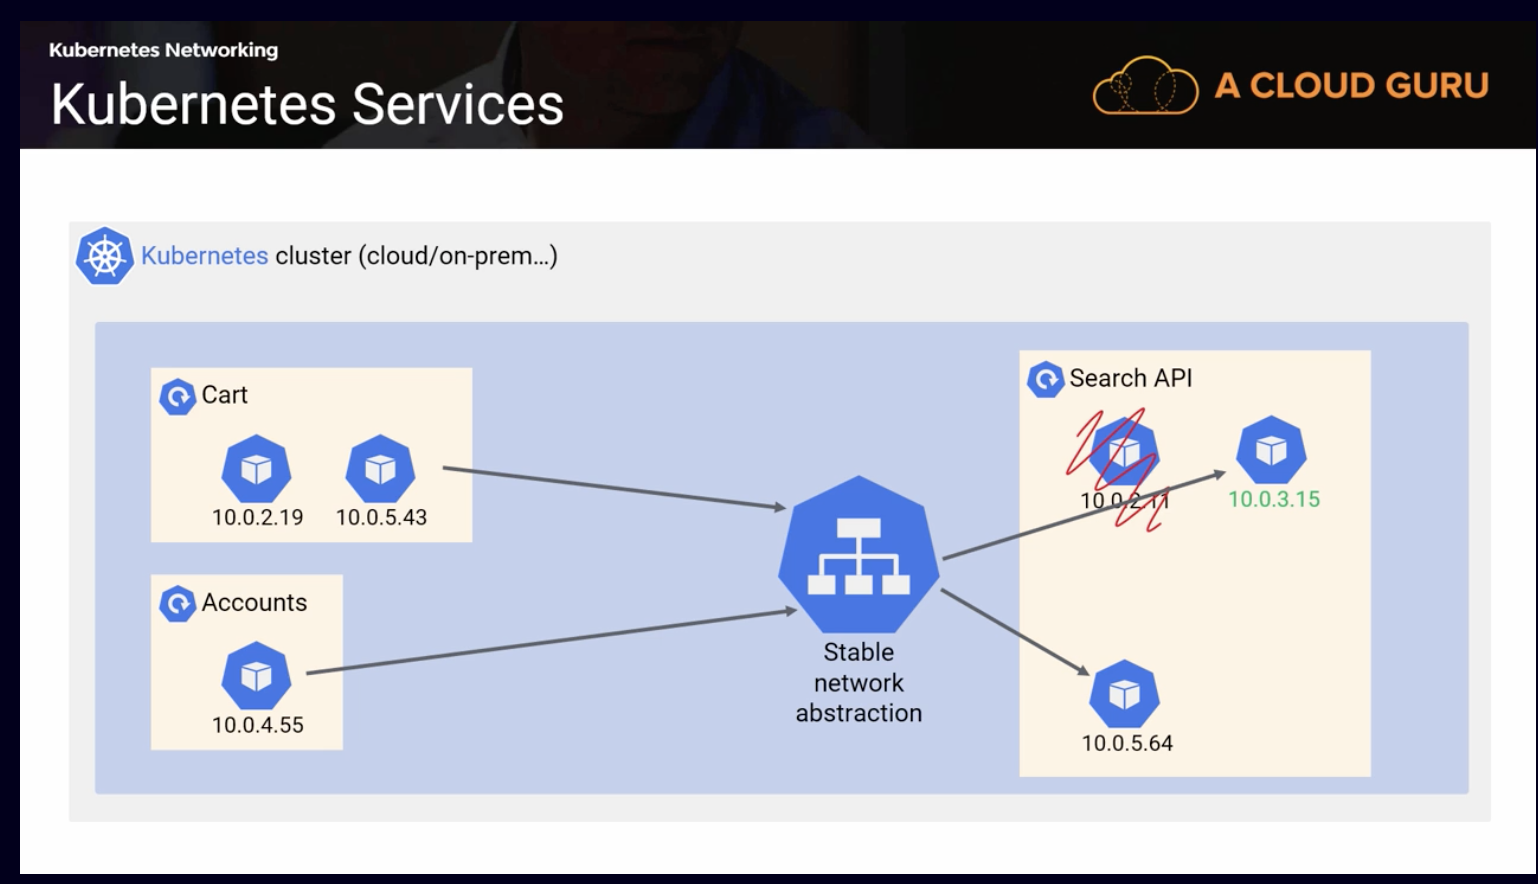 Kubernetes Networking
Kubernetes Services
A CLOUD GURU
Kubernetes cluster (cloud/on-prem...)
Cart
10.0.2.19 10.0.5.43
Accounts
10.0.4.55
Stable
network
abstraction
Search API
10.0.2.11 10.0.3.15
10.0.5.64